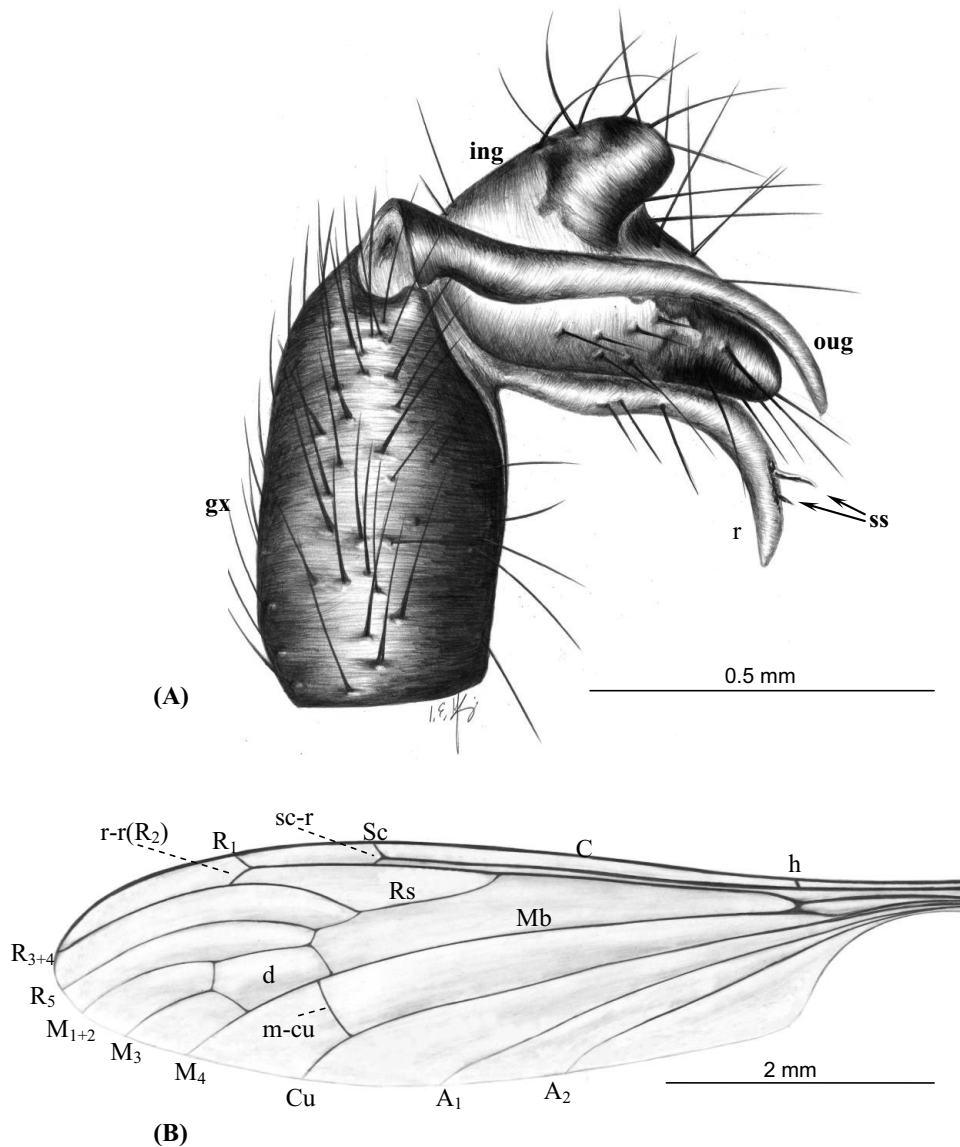 ing
oug
gx
r
ss
0.5 mm
(A)
sc-r
Sc
r-r(R₂)
R₁
C
h
Rs
Mb
R₃₊₄
d
R₅
M₁₊₂
m-cu
M₃
M₄
2 mm
Cu
A₁
A₂
(B)